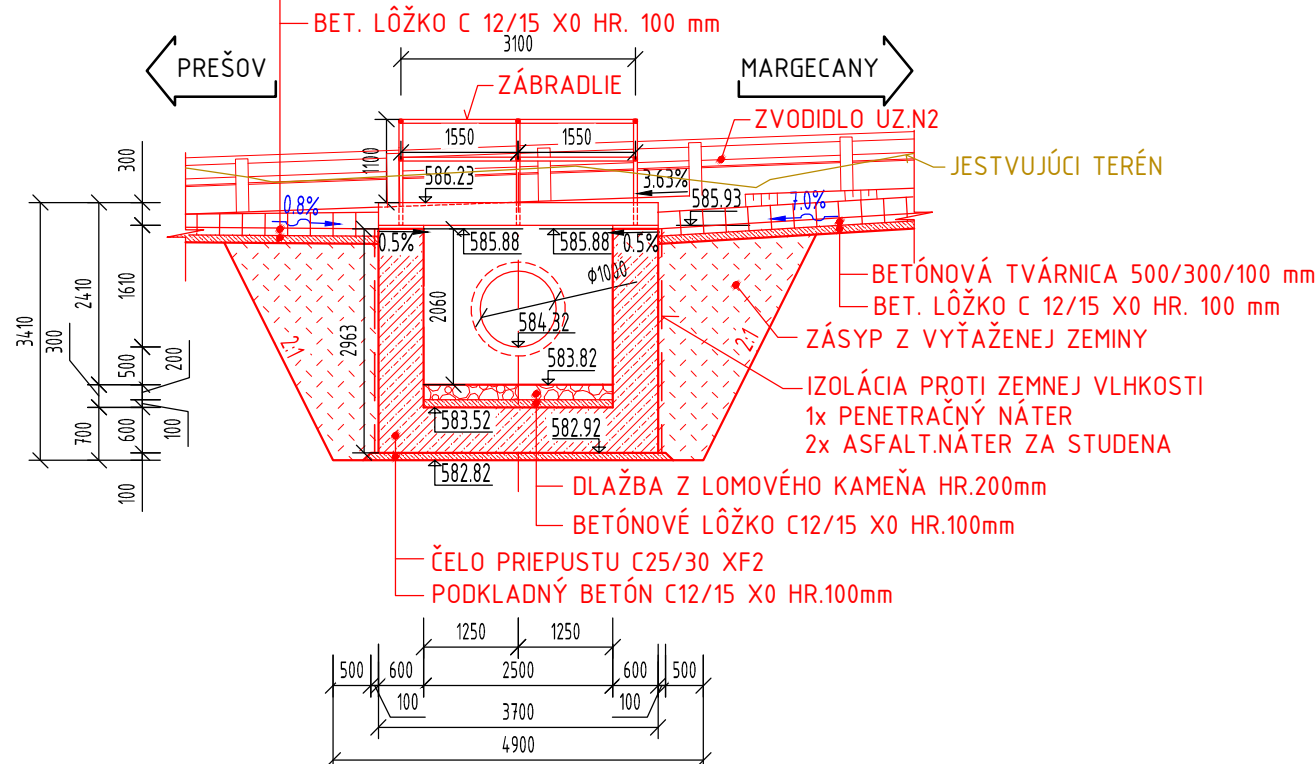 BET. LÔŽKO C 12/15 X0 HR. 100 mm
3100
PREŠOV
MARGECANY
ZÁBRADLIE
ZVODIDLO UZ.N2
1550
1550
1100
300
JESTVUJÚCI TERÉN
586.23
3.63%
585.93
0.8%
7.0%
0.5%
585.88
585.88
0.5%
ϕ1000
BETÓNOVÁ TVÁRNICA 500/300/100 mm
BET. LÔŽKO C 12/15 X0 HR. 100 mm
ZÁSYP Z VYŤAŽENEJ ZEMINY
3410
2410
1610
2060
2963
300
500
200
2:1
2:1
584.32
583.82
IZOLÁCIA PROTI ZEMNEJ VLHKOSTI
1x PENETRAČNÝ NÁTER
2x ASFALT.NÁTER ZA STUDENA
700
600
100
100
583.52
582.92
582.82
DLAŽBA Z LOMOVÉHO KAMEŇA HR.200mm
BETÓNOVÉ LÔŽKO C12/15 X0 HR.100mm
ČELO PRIEPUSTU C25/30 XF2
PODKLADNÝ BETÓN C12/15 X0 HR.100mm
1250
1250
500
600
2500
600
500
100
100
3700
4900